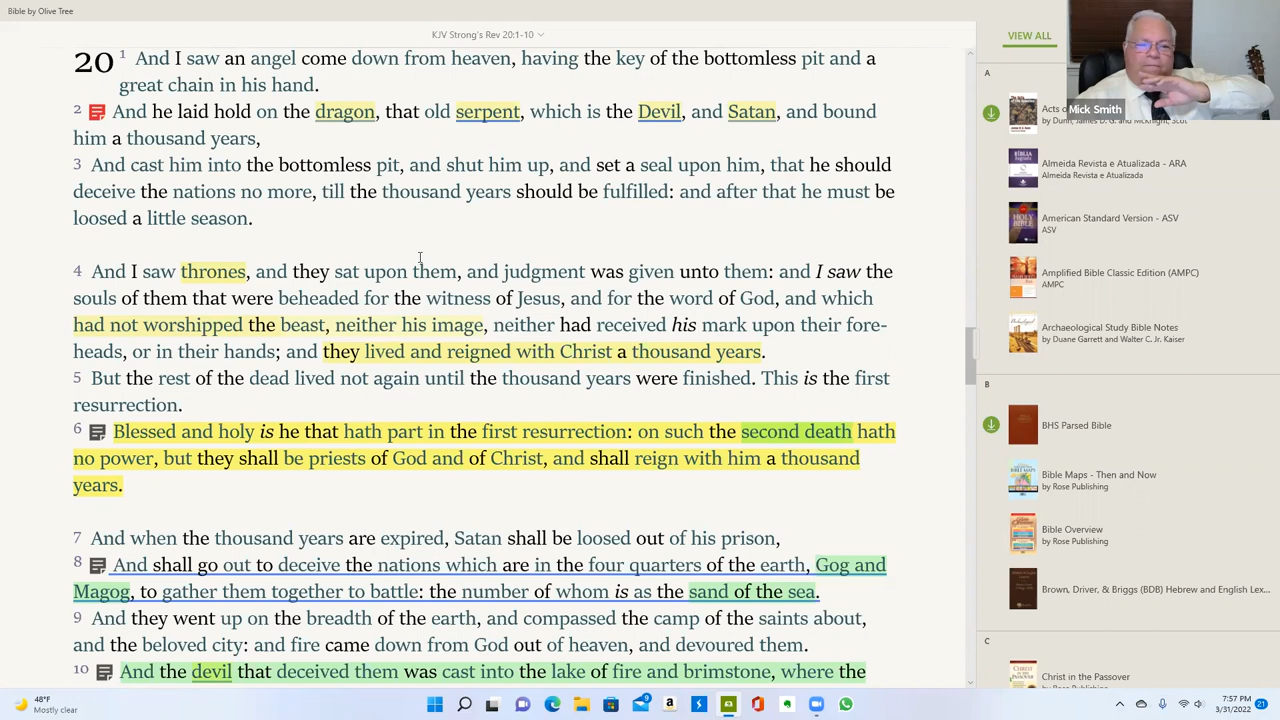 Bible by Olive Tree
KJV Strong's Rev 20:1-10
20 1 And I saw an angel come down from heaven, having the key of the bottomless pit and a
great chain in his hand.
2 And he laid hold on the dragon, that old serpent, which is the Devil, and Satan, and bound
him a thousand years,
3 And cast him into the bottomless pit, and shut him up, and set a seal upon him, that he should
deceive the nations no more, till the thousand years should be fulfilled: and after that he must be
loosed a little season.
4 And I saw thrones, and they sat upon them, and judgment was given unto them: and I saw the
souls of them that were beheaded for the witness of Jesus, and for the word of God, and which
had not worshipped the beast, neither his image, neither had received his mark upon their fore-
heads, or in their hands; and they lived and reigned with Christ a thousand years.
5 But the rest of the dead lived not again until the thousand years were finished. This is the first
resurrection.
6 Blessed and holy is he that hath part in the first resurrection: on such the second death hath
no power, but they shall be priests of God and of Christ, and shall reign with him a thousand
years.
7 And when the thousand years are expired, Satan shall be loosed out of his prison,
8 And shall go out to deceive the nations which are in the four quarters of the earth, Gog and
Magog, to gather them together to battle: the number of whom is as the sand of the sea.
9 And they went up on the breadth of the earth, and compassed the camp of the saints about,
and the beloved city: and fire came down from God out of heaven, and devoured them.
10 And the devil that deceived them was cast into the lake of fire and brimstone, where the
VIEW ALL
Mick Smith
A
Acts
by Dunn, James D. G. and McKnight, Scot
Almeida Revista e Atualizada - ARA
Almeida Revista e Atualizada
American Standard Version - ASV
ASV
Amplified Bible Classic Edition (AMPC)
AMPC
Archaeological Study Bible Notes
by Duane Garrett and Walter C. Jr. Kaiser
B
BHS Parsed Bible
Bible Maps - Then and Now
by Rose Publishing
Bible Overview
by Rose Publishing
Brown, Driver, & Briggs (BDB) Hebrew and English Lex...
C
Christ in the Passover
48°F
Mostly clear
7:57 PM
3/31/2022
21